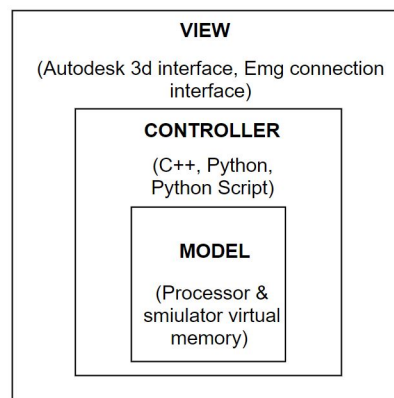 VIEW
(Autodesk 3d interface, Emg connection
interface)
CONTROLLER
(C++, Python,
Python Script)
MODEL
(Processor &
smiulator virtual
memory)